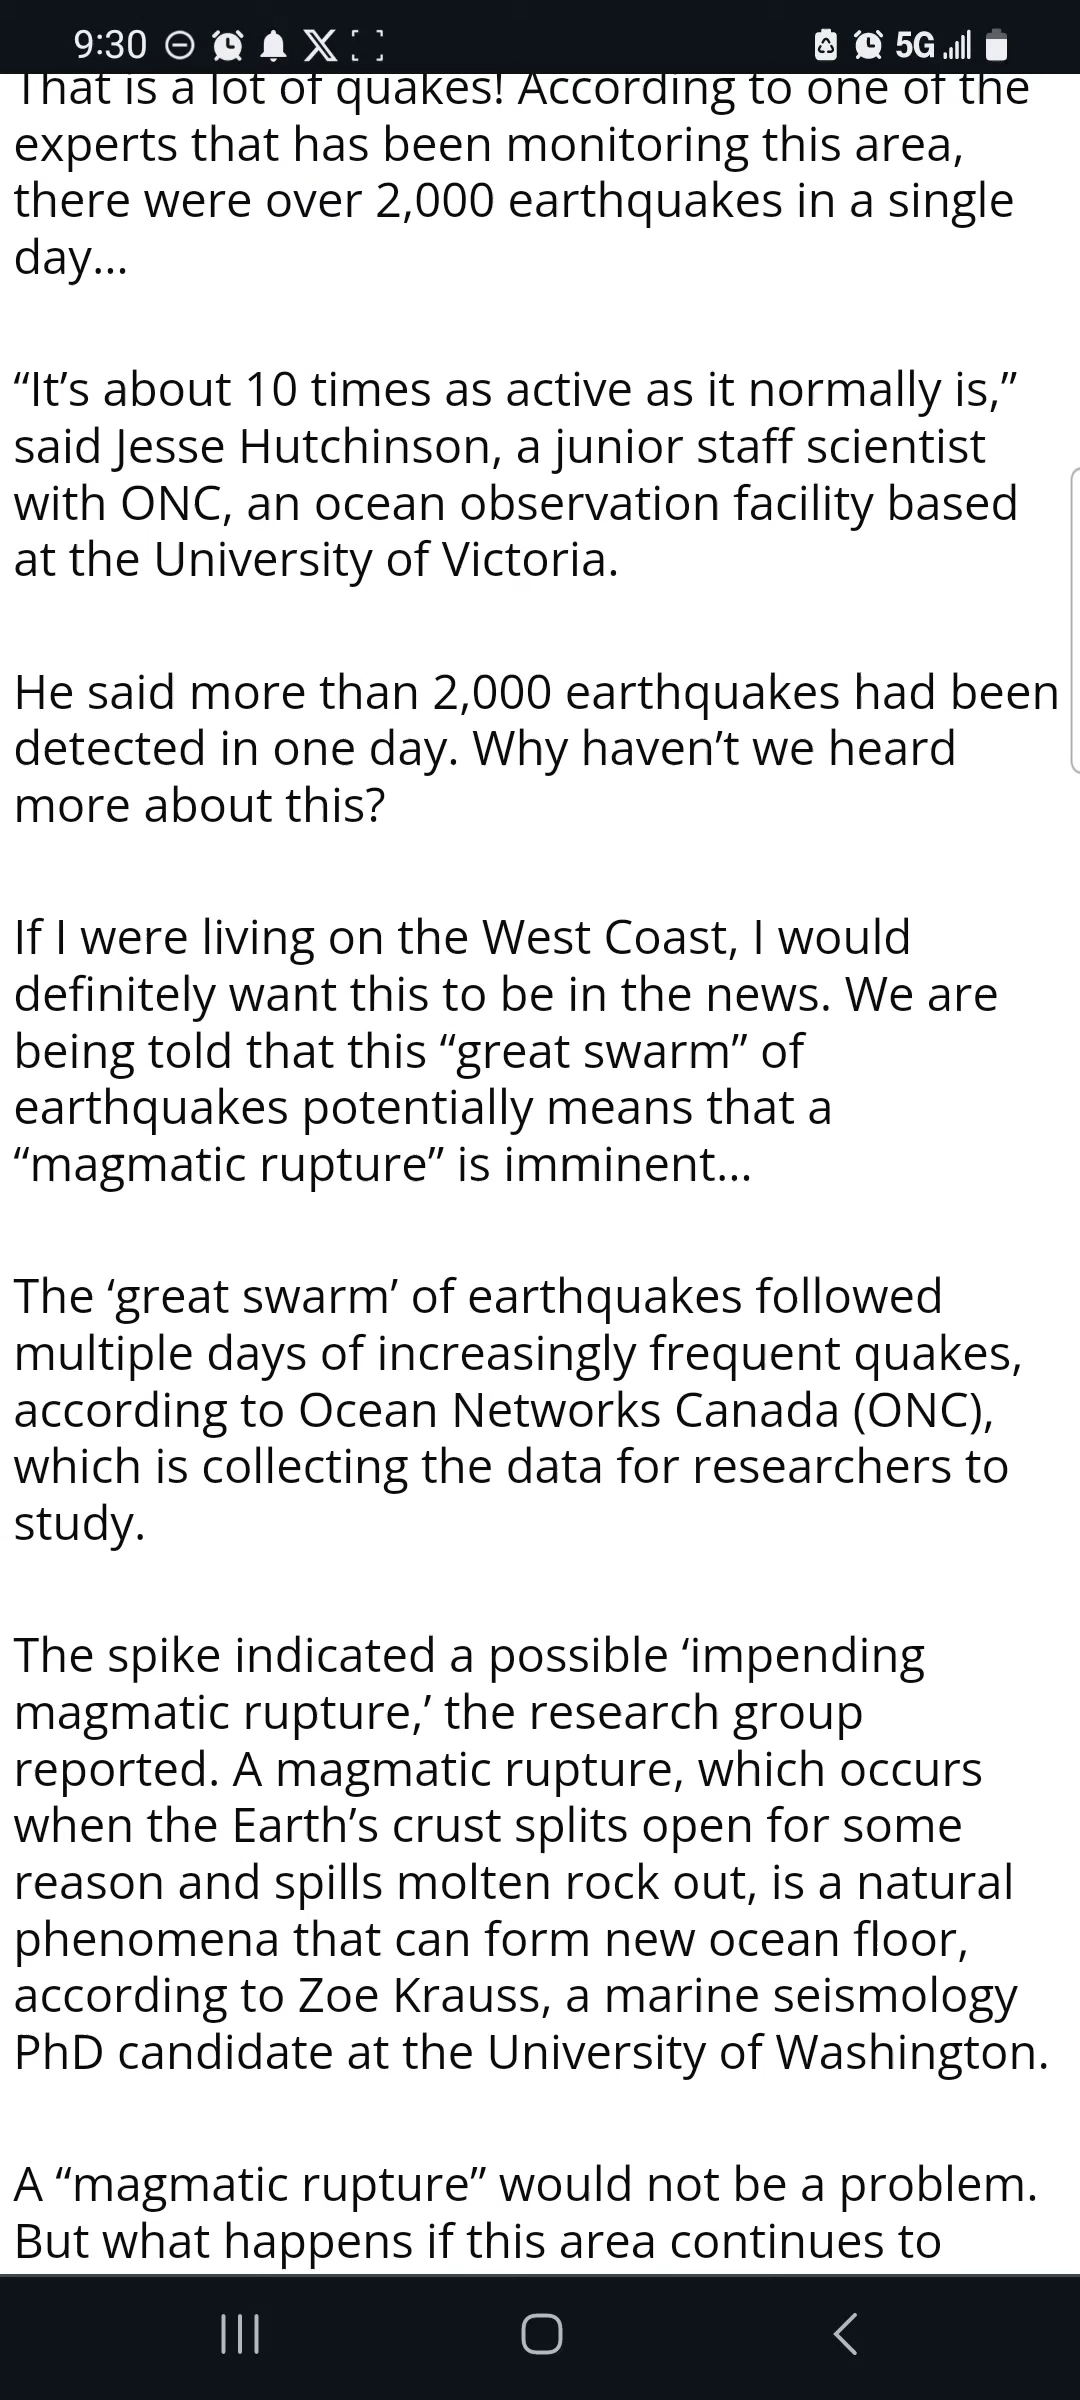 9:30
5G
That is a lot of quakes! According to one of the
experts that has been monitoring this area,
there were over 2,000 earthquakes in a single
day...
“It’s about 10 times as active as it normally is,”
said Jesse Hutchinson, a junior staff scientist
with ONC, an ocean observation facility based
at the University of Victoria.
He said more than 2,000 earthquakes had been
detected in one day. Why haven’t we heard
more about this?
If I were living on the West Coast, I would
definitely want this to be in the news. We are
being told that this “great swarm” of
earthquakes potentially means that a
“magmatic rupture” is imminent...
The ‘great swarm’ of earthquakes followed
multiple days of increasingly frequent quakes,
according to Ocean Networks Canada (ONC),
which is collecting the data for researchers to
study.
The spike indicated a possible ‘impending
magmatic rupture,’ the research group
reported. A magmatic rupture, which occurs
when the Earth’s crust splits open for some
reason and spills molten rock out, is a natural
phenomena that can form new ocean floor,
according to Zoe Krauss, a marine seismology
PhD candidate at the University of Washington.
A “magmatic rupture” would not be a problem.
But what happens if this area continues to